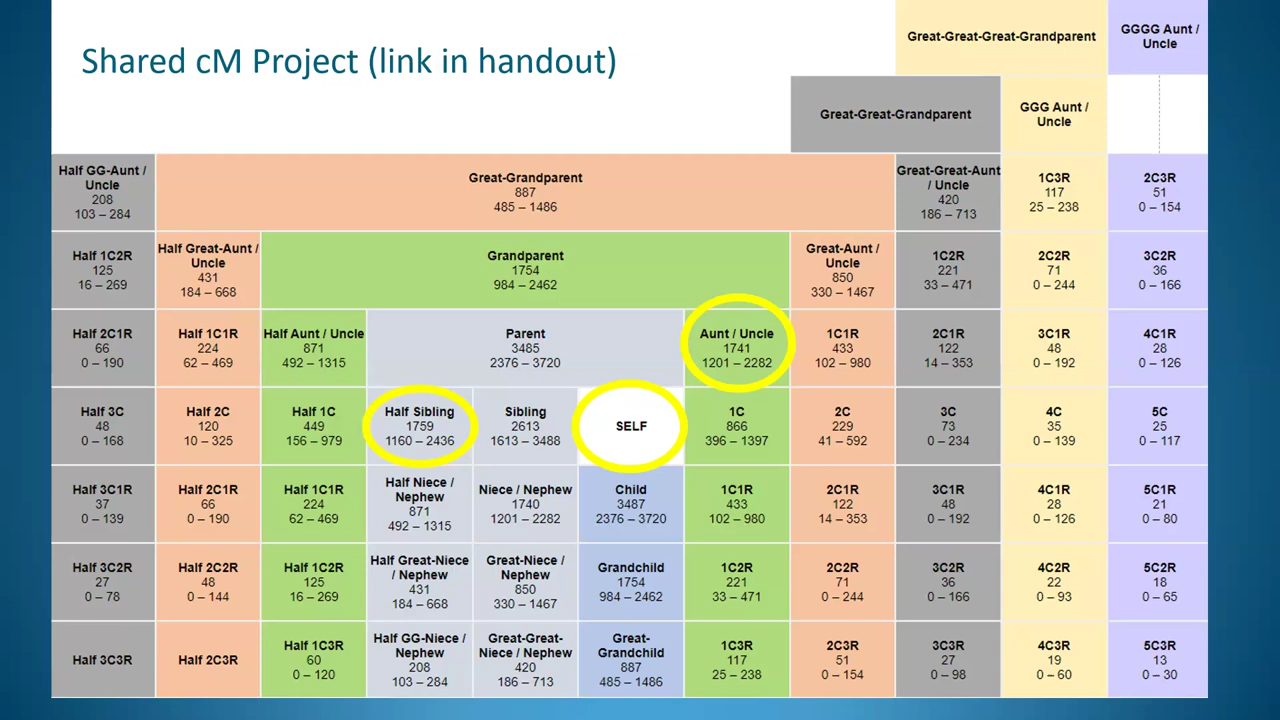 Shared cM Project (link in handout)
Great-Great-Great-Grandparent
GGGG Aunt /
Uncle
Great-Great-Grandparent
GGG Aunt /
Uncle
Half GG-Aunt /
Uncle
208
103 – 284
Great-Grandparent
887
485 – 1486
Great-Great-Aunt
/ Uncle
420
186 – 713
1C3R
117
25 – 238
2C3R
51
0 – 154
Half 1C2R
125
16 – 269
Half Great-Aunt /
Uncle
431
184 – 668
Grandparent
1754
984 – 2462
Great-Aunt /
Uncle
850
330 – 1467
1C2R
221
33 – 471
2C2R
71
0 – 244
3C2R
36
0 – 166
Half 2C1R
66
0 – 190
Half 1C1R
224
62 – 469
Half Aunt / Uncle
871
492 – 1315
Parent
3485
2376 – 3720
Aunt / Uncle
1741
1201 – 2282
1C1R
433
102 – 980
2C1R
122
14 – 353
3C1R
48
0 – 192
4C1R
28
0 – 126
Half 3C
48
0 – 168
Half 2C
120
10 – 325
Half 1C
449
156 – 979
Half Sibling
1759
1160 – 2436
Sibling
2613
1613 – 3488
SELF
1C
866
396 – 1397
2C
229
41 – 592
3C
73
0 – 234
4C
35
0 – 139
5C
25
0 – 117
Half 3C1R
37
0 – 139
Half 2C1R
66
0 – 190
Half 1C1R
224
62 – 469
Half Niece /
Nephew
871
492 – 1315
Niece / Nephew
1740
1201 – 2282
Child
3487
2376 – 3720
1C1R
433
102 – 980
2C1R
122
14 – 353
3C1R
48
0 – 192
4C1R
28
0 – 126
5C1R
21
0 – 80
Half 3C2R
27
0 – 78
Half 2C2R
48
0 – 144
Half 1C2R
125
16 – 269
Half Great-Niece
/ Nephew
431
184 – 668
Great-Niece /
Nephew
850
330 – 1467
Grandchild
1754
984 – 2462
1C2R
221
33 – 471
2C2R
71
0 – 244
3C2R
36
0 – 166
4C2R
22
0 – 93
5C2R
18
0 – 65
Half 3C3R
Half 2C3R
Half 1C3R
60
0 – 120
Half GG-Niece /
Nephew
208
103 – 284
Great-Great-
Niece / Nephew
420
186 – 713
Great-
Grandchild
887
485 – 1486
1C3R
117
25 – 238
2C3R
51
0 – 154
3C3R
27
0 – 98
4C3R
19
0 – 60
5C3R
13
0 – 30